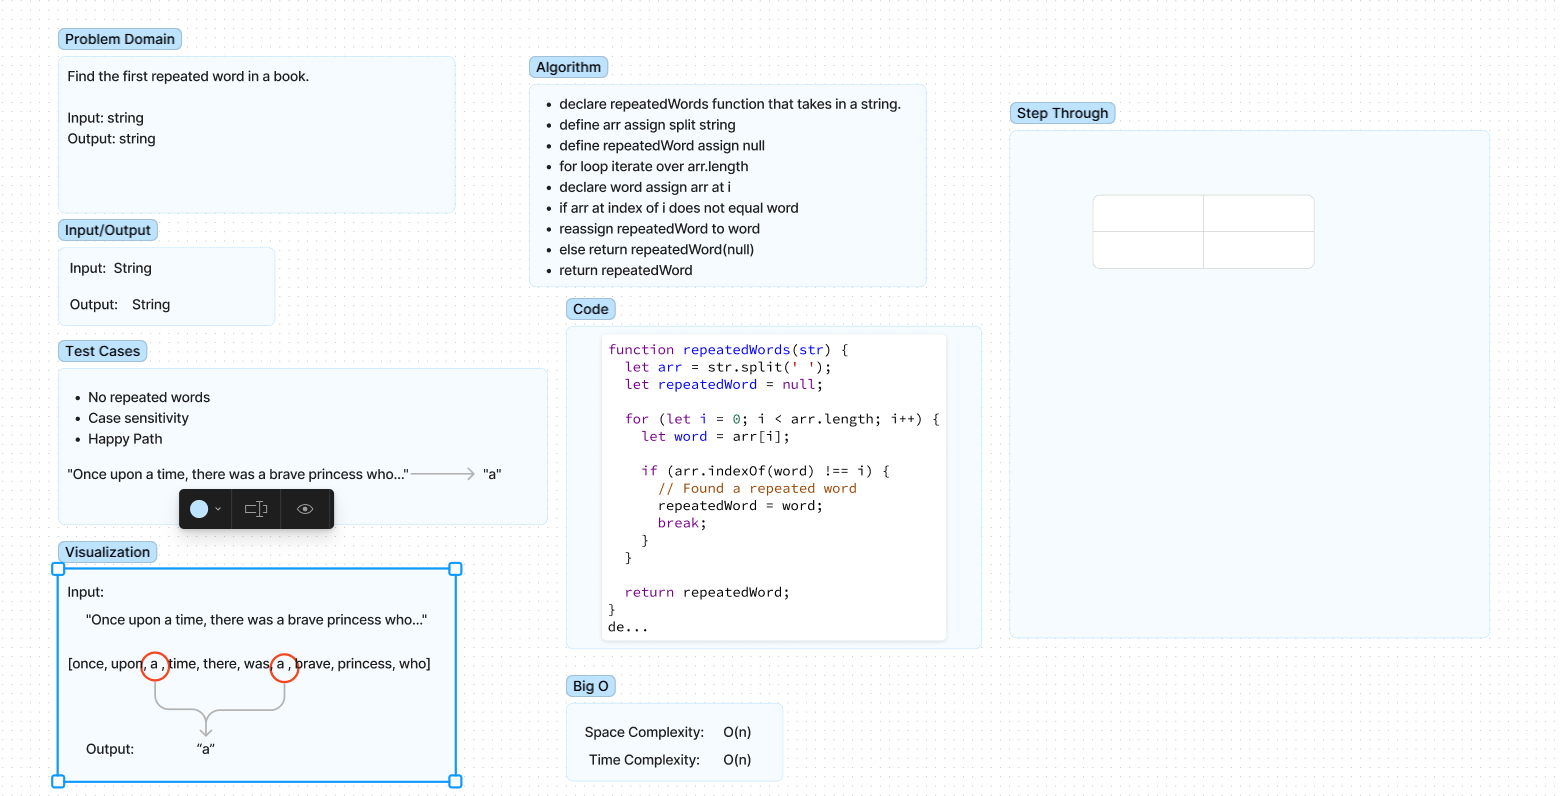 Problem Domain
Find the first repeated word in a book.
Input: string
Output: string
Input/Output
Input: String
Output: String
Test Cases
• No repeated words
• Case sensitivity
• Happy Path
"Once upon a time, there was a brave princess who..." "a"
Visualization
Input:
"Once upon a time, there was a brave princess who..."
[once, upon, a , time, there, was, a , brave, princess, who]
Output: "a"
Algorithm
• declare repeatedWords function that takes in a string.
• define arr assign split string
• define repeatedWord assign null
• for loop iterate over arr.length
• declare word assign arr at i
• if arr at index of i does not equal word
• reassign repeatedWord to word
• else return repeatedWord(null)
• return repeatedWord
Code
function repeatedWords(str) {
  let arr = str.split(' ');
  let repeatedWord = null;
  for (let i = 0; i < arr.length; i++) {
    let word = arr[i];
    if (arr.indexOf(word) !== i) {
      // Found a repeated word
      repeatedWord = word;
      break;
    }
  }
  return repeatedWord;
}
de...
Big O
Space Complexity: O(n)
Time Complexity: O(n)
Step Through